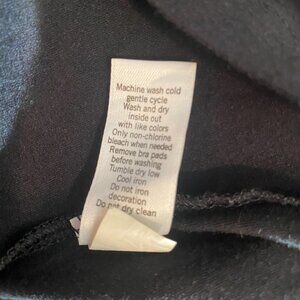 Machine wash cold
gentle cycle
Wash and dry
inside out
with like colors
Only non-chlorine
bleach when needed
Remove bra pads
before washing
Tumble dry low
Cool iron
Do not iron
decoration
Do not dry clean